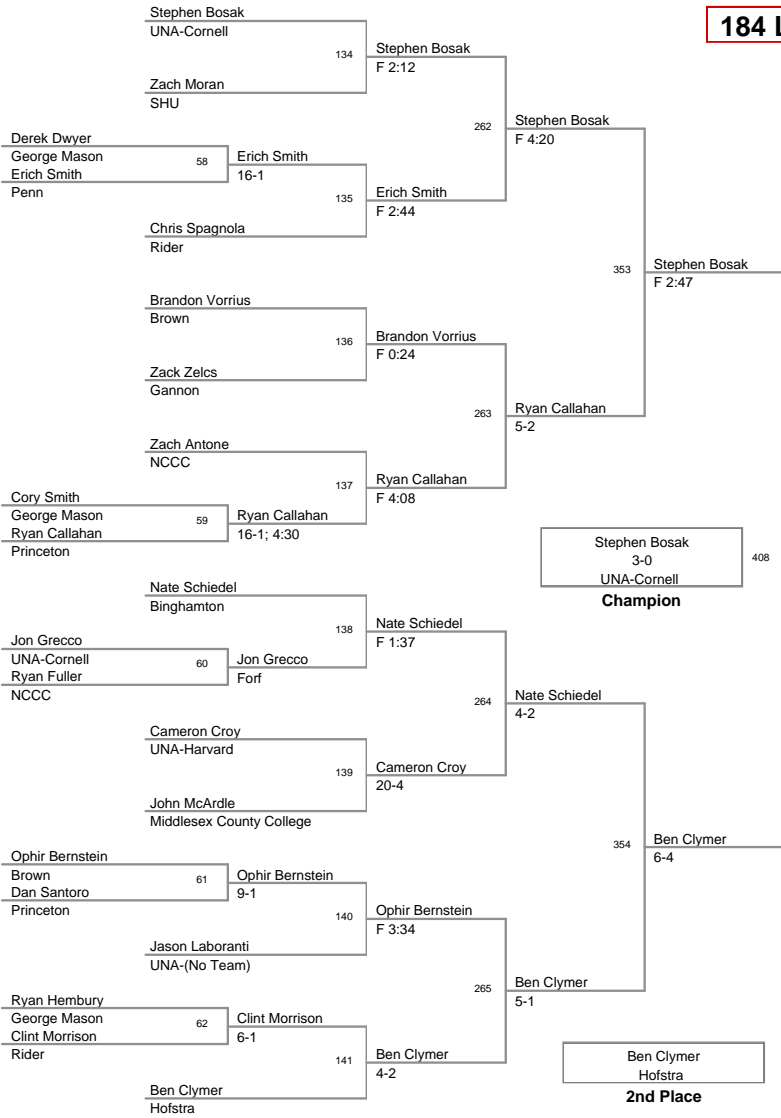 Stephen Bosak
UNA-Cornell
184 L
134
Stephen Bosak
F 2:12
Zach Moran
SHU
262
Stephen Bosak
F 4:20
Derek Dwyer
George Mason
58
Erich Smith
16-1
Erich Smith
Penn
135
Erich Smith
F 2:44
Chris Spagnola
Rider
353
Stephen Bosak
F 2:47
Brandon Vorrius
Brown
136
Brandon Vorrius
F 0:24
Zack Zelcs
Gannon
263
Ryan Callahan
5-2
Zach Antone
NCCC
137
Ryan Callahan
F 4:08
Cory Smith
George Mason
59
Ryan Callahan
16-1; 4:30
Ryan Callahan
Princeton
Stephen Bosak
3-0
UNA-Cornell
408
Champion
Nate Schiedel
Binghamton
138
Nate Schiedel
F 1:37
Jon Grecco
UNA-Cornell
60
Jon Grecco
Forf
Ryan Fuller
NCCC
264
Nate Schiedel
4-2
Cameron Croy
UNA-Harvard
139
Cameron Croy
20-4
John McArdle
Middlesex County College
354
Ben Clymer
6-4
Ophir Bernstein
Brown
61
Ophir Bernstein
9-1
Dan Santoro
Princeton
140
Ophir Bernstein
F 3:34
Jason Laboranti
UNA-(No Team)
265
Ben Clymer
5-1
Ryan Hembury
George Mason
62
Clint Morrison
6-1
Clint Morrison
Rider
141
Ben Clymer
4-2
Ben Clymer
Hofstra
Ben Clymer
Hofstra
2nd Place